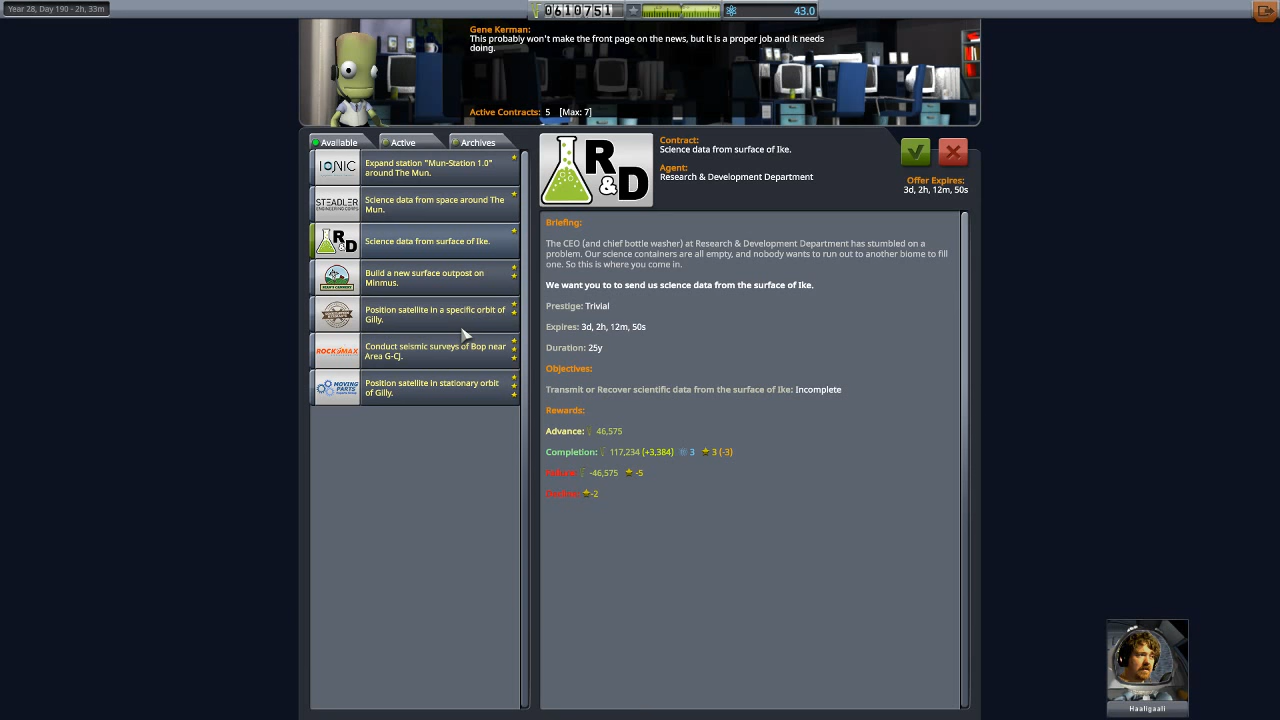 Year 28, Day 190 - 2h, 33m
0610751
43.0
Gene Kerman:
This probably won't make the front page on the news, but it is a proper job and it needs
doing.
Active Contracts: 5 [Max: 7]
Available
Active
Archives
IONIC
Expand station "Mun-Station 1.0"
around The Mun.
STEADLER
Science data from space around The
Mun.
R&D
Science data from surface of Ike.
Build a new surface outpost on
Minmus.
Position satellite in a specific orbit of
Gilly.
ROCKOMAX
Conduct seismic surveys of Bop near
Area G-CJ.
MOVING
PARTS
Position satellite in stationary orbit
of Gilly.
R&D
Contract:
Science data from surface of Ike.
Agent:
Research & Development Department
Offer Expires:
3d, 2h, 12m, 50s
Briefing:
The CEO (and chief bottle washer) at Research & Development Department has stumbled on a
problem. Our science containers are all empty, and nobody wants to run out to another biome to fill
one. So this is where you come in.
We want you to to send us science data from the surface of Ike.
Prestige: Trivial
Expires: 3d, 2h, 12m, 50s
Duration: 25y
Objectives:
Transmit or Recover scientific data from the surface of Ike: Incomplete
Rewards:
Advance: 46,575
Completion: 117,234 (+3,384) 3 3 (-3)
-46,575 -5
-2
Haaligaali